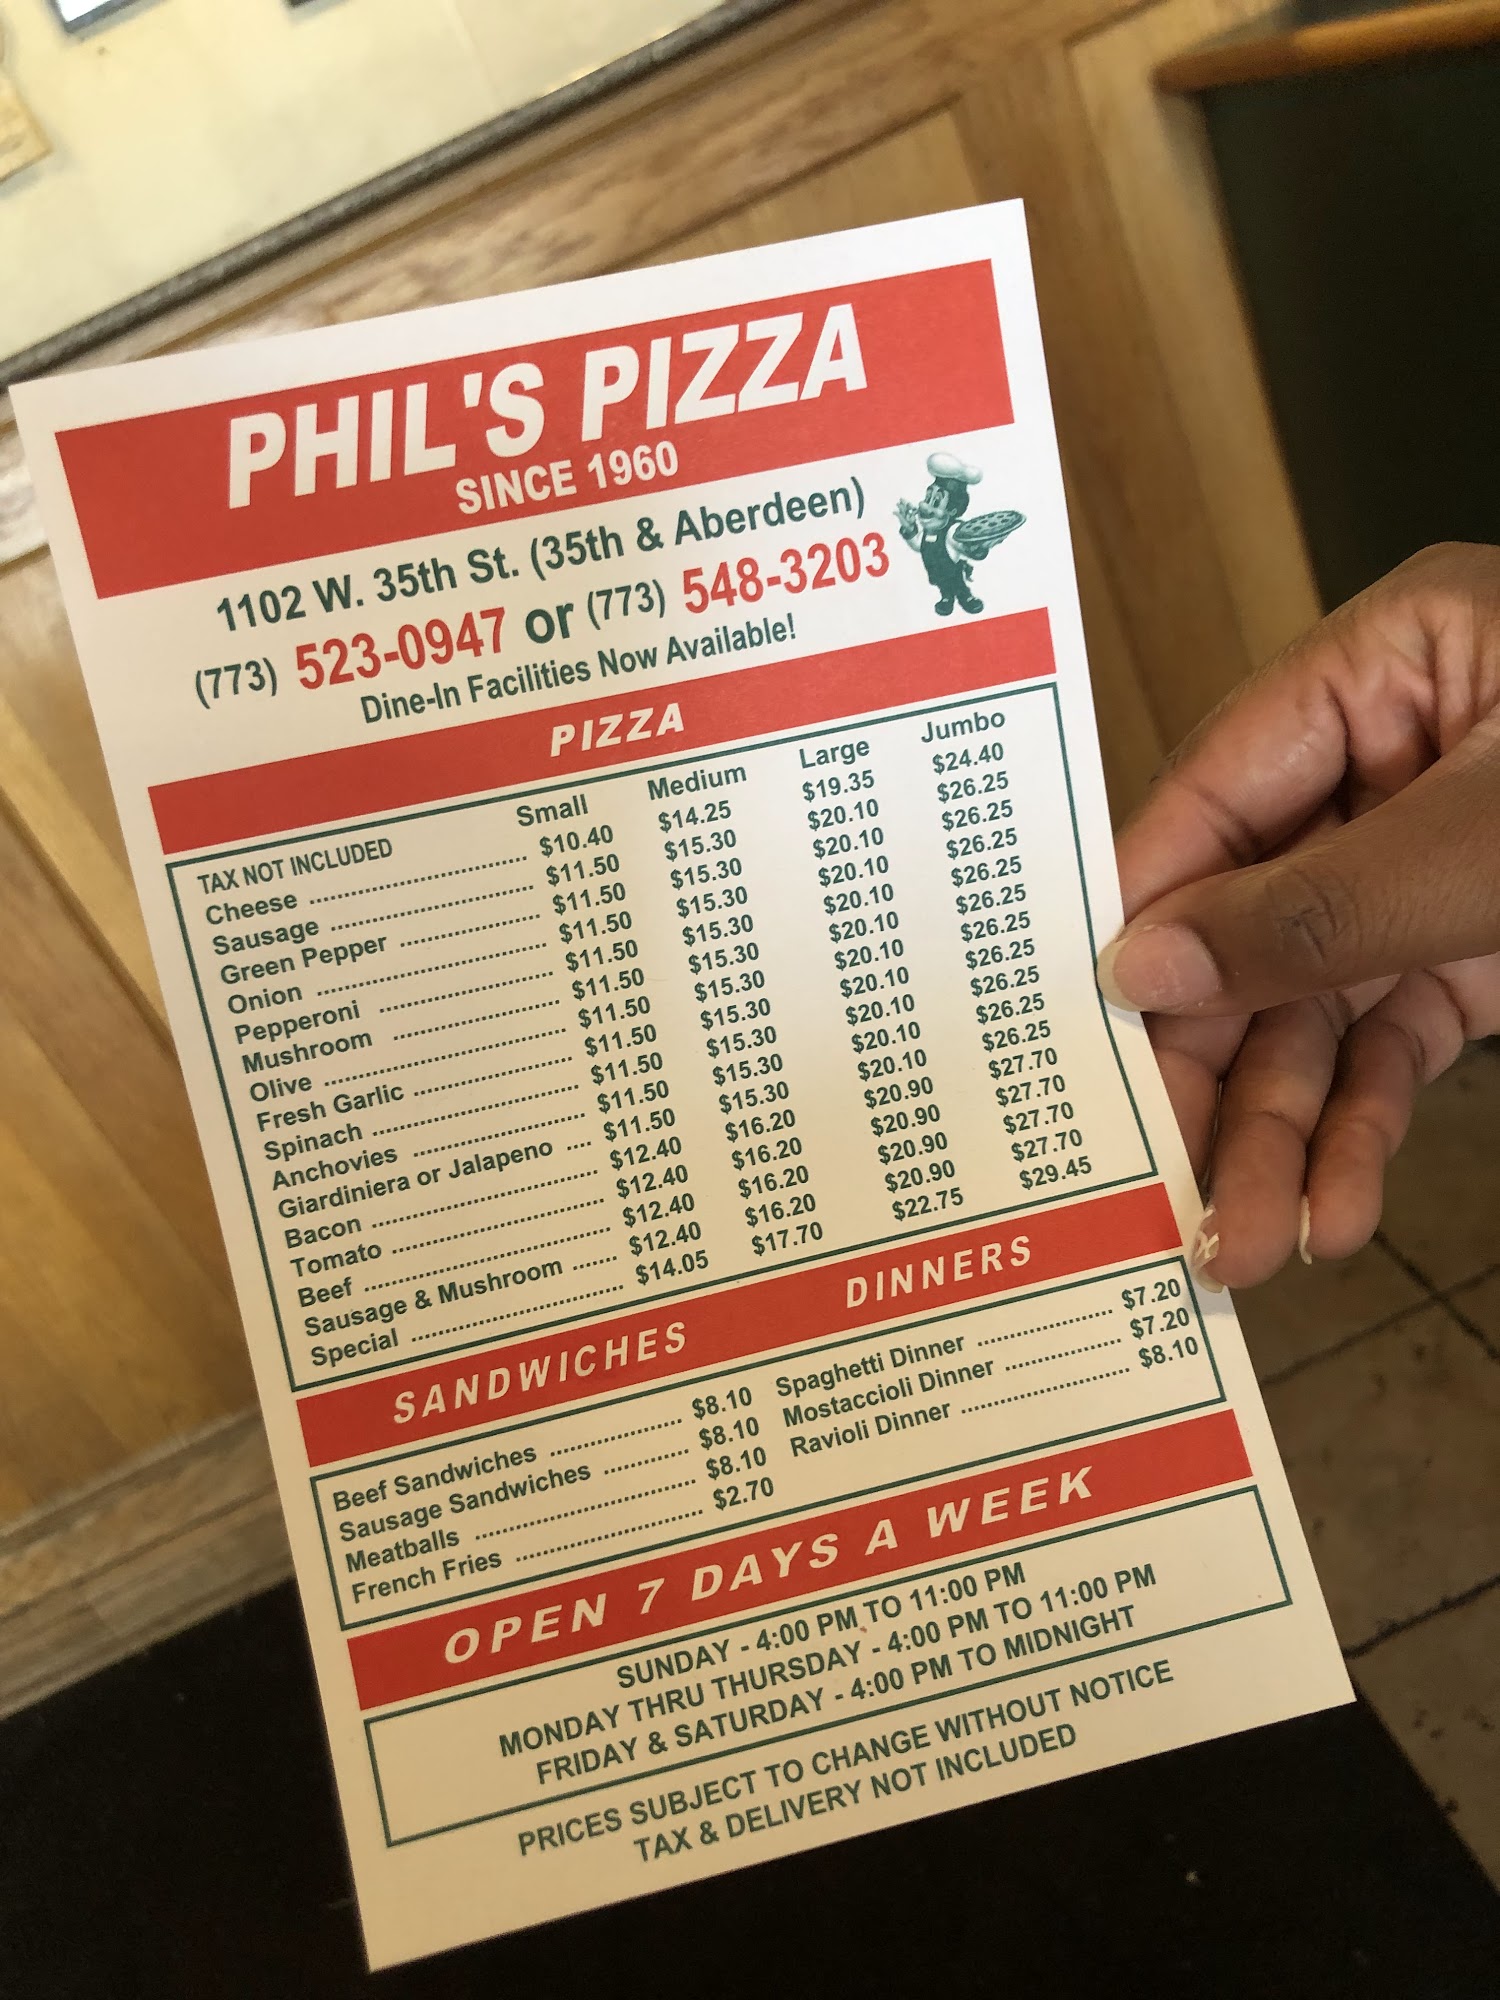 PHIL'S PIZZA
SINCE 1960
1102 W. 35th St. (35th & Aberdeen)
(773) 523-0947 or (773) 548-3203
Dine-In Facilities Now Available!
PIZZA
TAX NOT INCLUDED Small Medium Large Jumbo
Cheese .......... $10.40 $14.25 $19.35 $24.40
Sausage .......... $11.50 $15.30 $20.10 $26.25
Green Pepper .......... $11.50 $15.30 $20.10 $26.25
Onion .......... $11.50 $15.30 $20.10 $26.25
Pepperoni .......... $11.50 $15.30 $20.10 $26.25
Mushroom .......... $11.50 $15.30 $20.10 $26.25
Olive .......... $11.50 $15.30 $20.10 $26.25
Fresh Garlic .......... $11.50 $15.30 $20.10 $26.25
Spinach .......... $11.50 $15.30 $20.10 $26.25
Anchovies .......... $11.50 $15.30 $20.10 $26.25
Giardiniera or Jalapeno .... $11.50 $15.30 $20.10 $26.25
Bacon .......... $12.40 $16.20 $20.90 $27.70
Tomato .......... $12.40 $16.20 $20.90 $27.70
Beef .......... $12.40 $16.20 $20.90 $27.70
Sausage & Mushroom ....... $12.40 $16.20 $20.90 $27.70
Special .......... $14.05 $17.70 $22.75 $29.45
SANDWICHES DINNERS
Beef Sandwiches .......... $8.10 Spaghetti Dinner .......... $7.20
Sausage Sandwiches .......... $8.10 Mostaccioli Dinner .......... $7.20
Meatballs .......... $8.10 Ravioli Dinner .......... $8.10
French Fries .......... $2.70
OPEN 7 DAYS A WEEK
SUNDAY - 4:00 PM TO 11:00 PM
MONDAY THRU THURSDAY - 4:00 PM TO 11:00 PM
FRIDAY & SATURDAY - 4:00 PM TO MIDNIGHT
PRICES SUBJECT TO CHANGE WITHOUT NOTICE
TAX & DELIVERY NOT INCLUDED